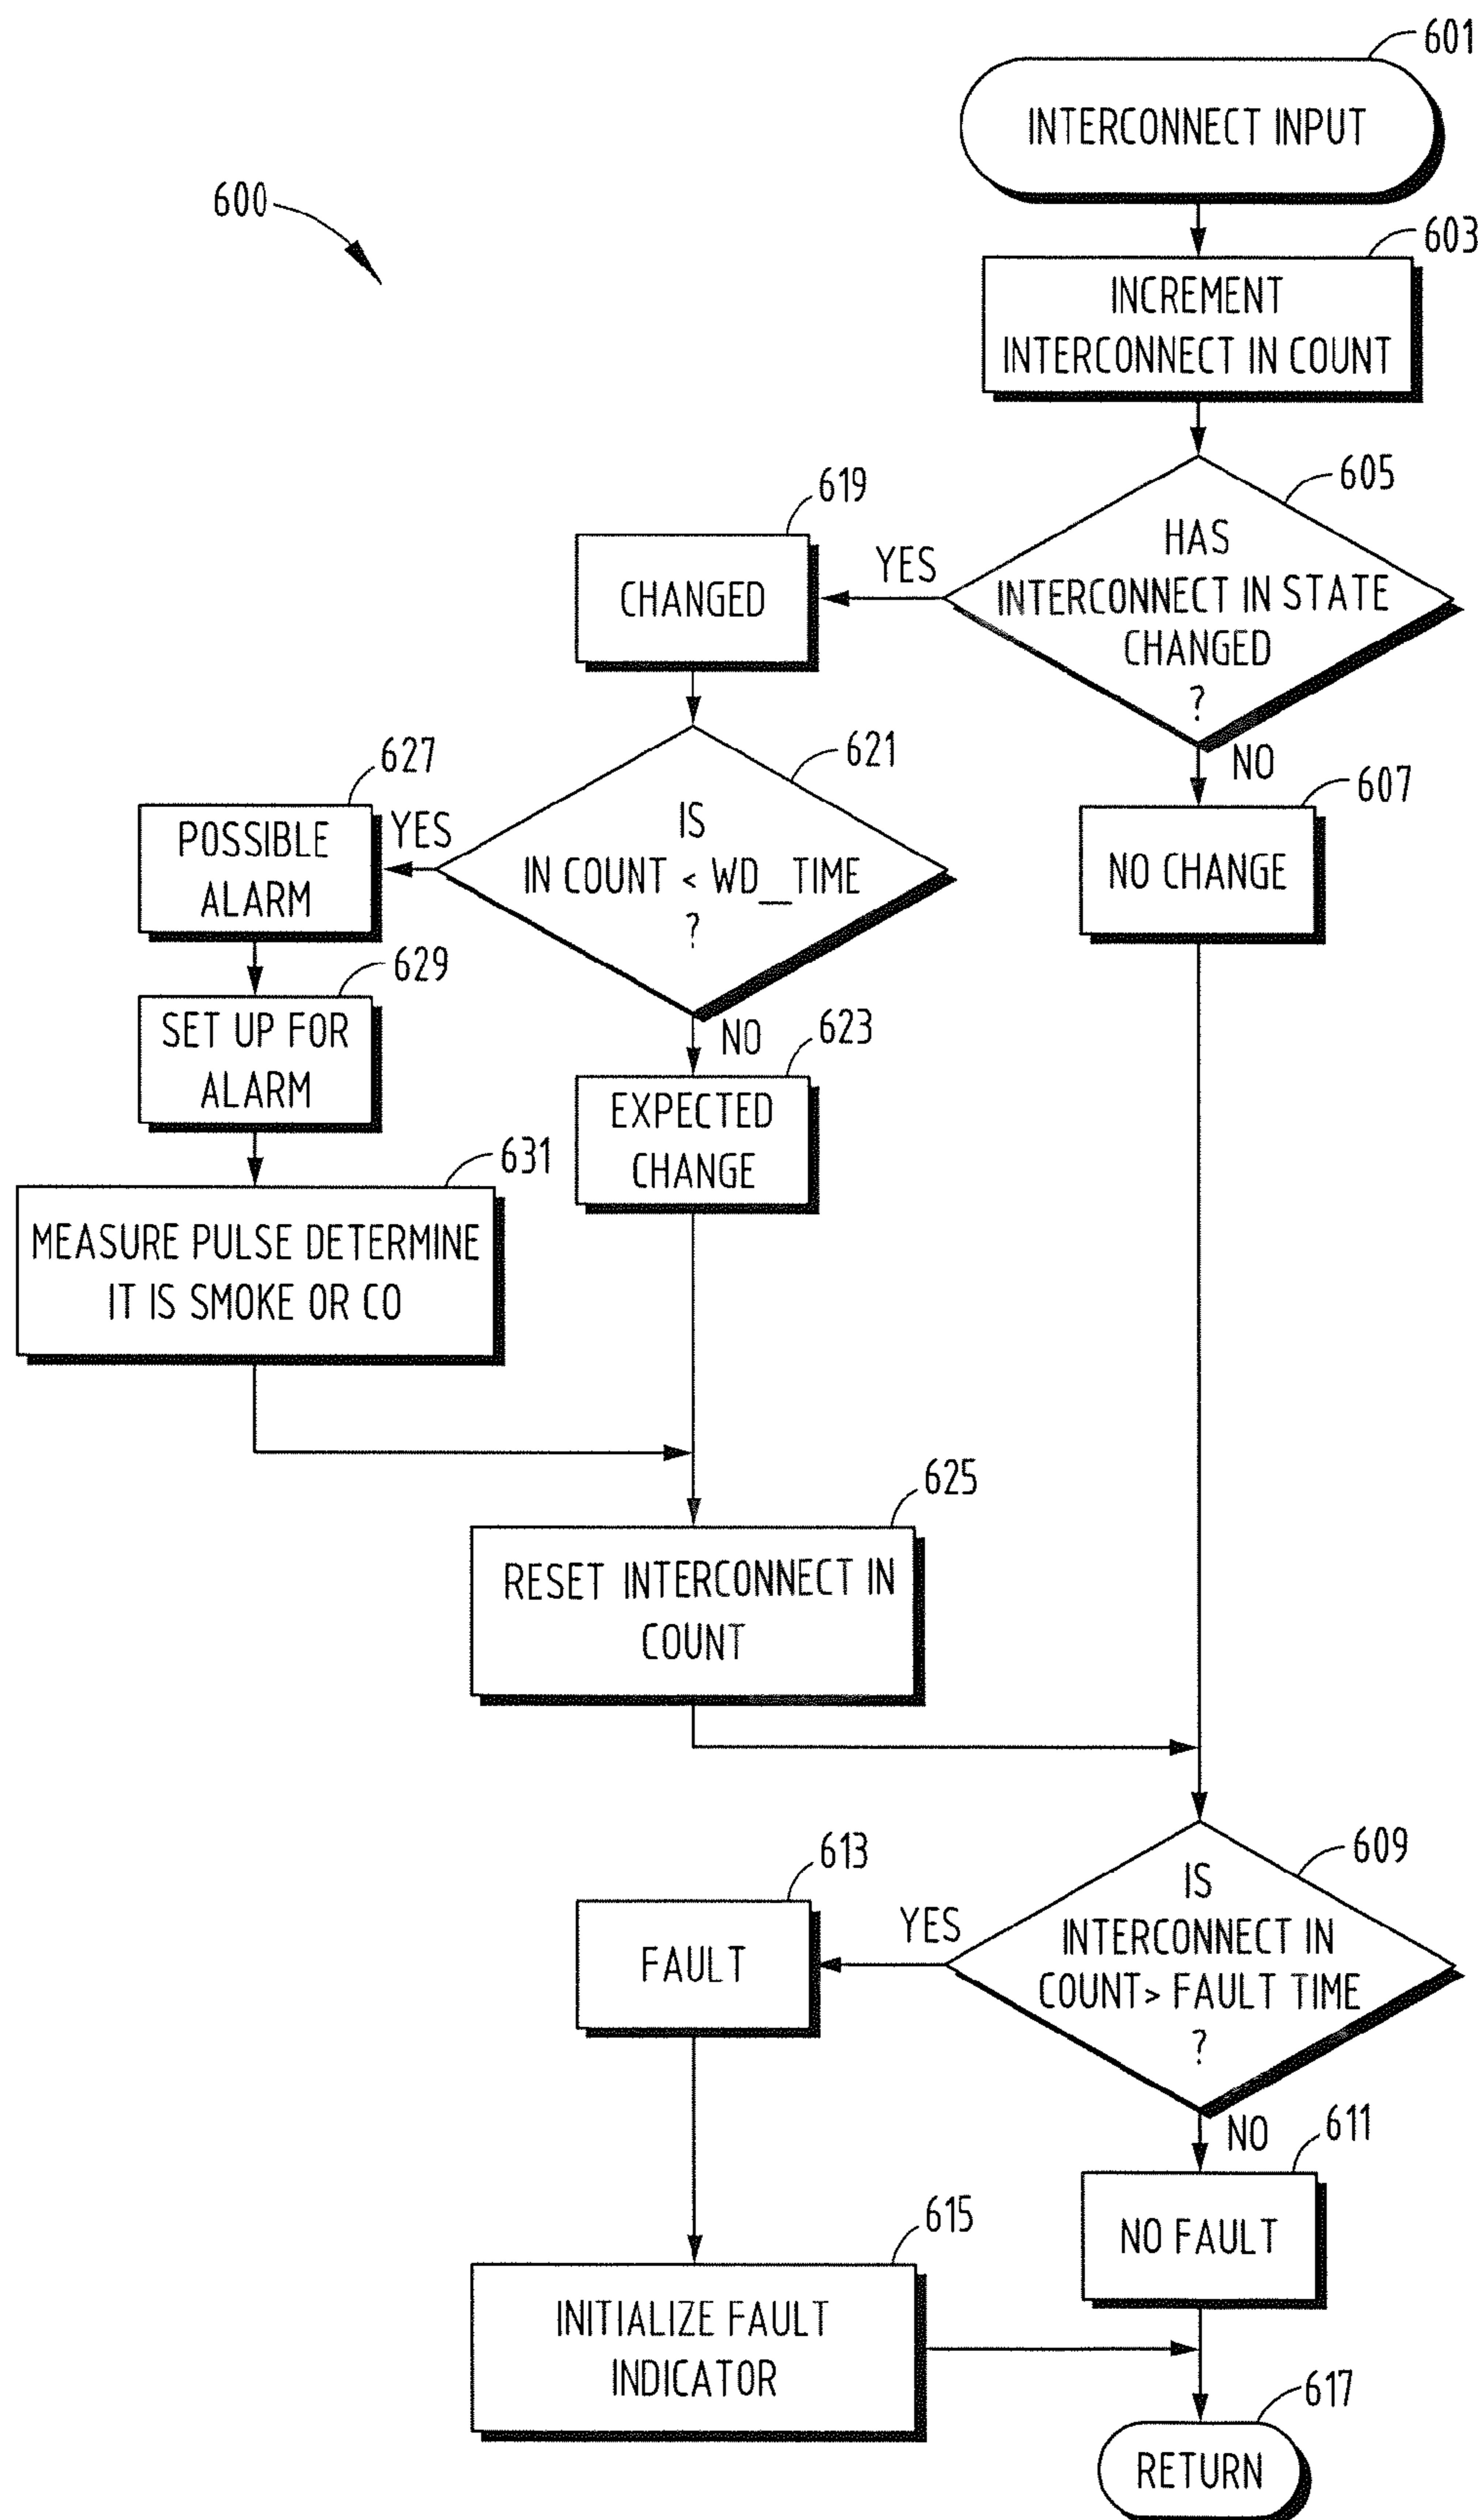 601
INTERCONNECT INPUT
600
603
INCREMENT
INTERCONNECT IN COUNT
605
HAS
INTERCONNECT IN STATE
CHANGED
?
YES
619
CHANGED
NO
607
NO CHANGE
621
IS
IN COUNT < WD__TIME
?
YES
627
POSSIBLE
ALARM
629
SET UP FOR
ALARM
NO
623
EXPECTED
CHANGE
631
MEASURE PULSE DETERMINE
IT IS SMOKE OR CO
625
RESET INTERCONNECT IN
COUNT
609
IS
INTERCONNECT IN
COUNT> FAULT TIME
?
YES
613
FAULT
NO
611
NO FAULT
615
INITIALIZE FAULT
INDICATOR
617
RETURN